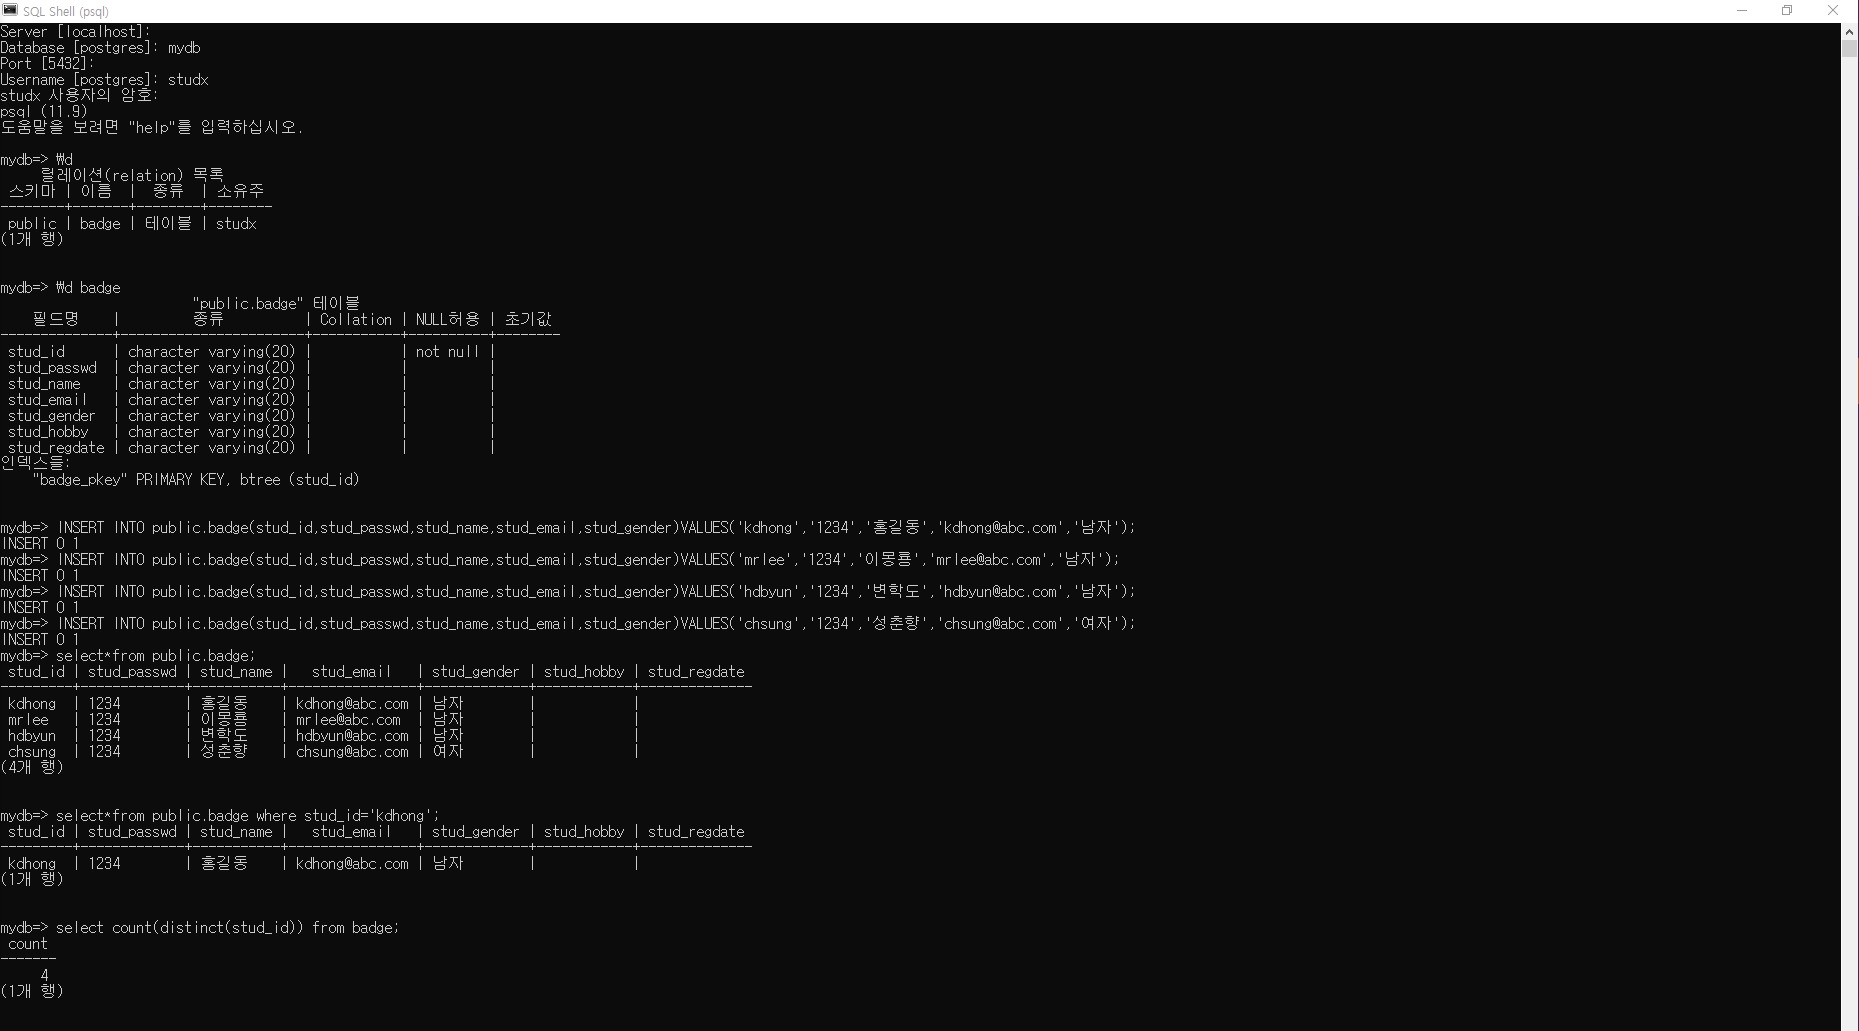 SQL Shell (psql)
Server [localhost]:
Database [postgres]: mydb
Port [5432]:
Username [postgres]: studx
studx 사용자의 암호:
psql (11.9)
도움말을 보려면 "help"를 입력하십시오.
mydb=> ₩d
릴레이션(relation) 목록
스키마 | 이름 | 종류 | 소유주
--------+-------+--------+--------
public | badge | 테이블 | studx
(1개 행)
mydb=> ₩d badge
"public.badge" 테이블
필드명 | 종류 | Collation | NULL허용 | 초기값
--------------+-----------------------+-----------+----------+--------
stud_id | character varying(20) | | not null |
stud_passwd | character varying(20) | | |
stud_name | character varying(20) | | |
stud_email | character varying(20) | | |
stud_gender | character varying(20) | | |
stud_hobby | character varying(20) | | |
stud_regdate | character varying(20) | | |
인덱스들:
"badge_pkey" PRIMARY KEY, btree (stud_id)
mydb=> INSERT INTO public.badge(stud_id,stud_passwd,stud_name,stud_email,stud_gender)VALUES('kdhong','1234','홍길동','kdhong@abc.com','남자');
INSERT 0 1
mydb=> INSERT INTO public.badge(stud_id,stud_passwd,stud_name,stud_email,stud_gender)VALUES('mrlee','1234','이몽룡','mrlee@abc.com','남자');
INSERT 0 1
mydb=> INSERT INTO public.badge(stud_id,stud_passwd,stud_name,stud_email,stud_gender)VALUES('hdbyun','1234','변학도','hdbyun@abc.com','남자');
INSERT 0 1
mydb=> INSERT INTO public.badge(stud_id,stud_passwd,stud_name,stud_email,stud_gender)VALUES('chsung','1234','성춘향','chsung@abc.com','여자');
INSERT 0 1
mydb=> select*from public.badge;
stud_id | stud_passwd | stud_name | stud_email | stud_gender | stud_hobby | stud_regdate
---------+-------------+-----------+----------------+-------------+------------+--------------
kdhong | 1234 | 홍길동 | kdhong@abc.com | 남자 | |
mrlee | 1234 | 이몽룡 | mrlee@abc.com | 남자 | |
hdbyun | 1234 | 변학도 | hdbyun@abc.com | 남자 | |
chsung | 1234 | 성춘향 | chsung@abc.com | 여자 | |
(4개 행)
mydb=> select*from public.badge where stud_id='kdhong';
stud_id | stud_passwd | stud_name | stud_email | stud_gender | stud_hobby | stud_regdate
---------+-------------+-----------+----------------+-------------+------------+--------------
kdhong | 1234 | 홍길동 | kdhong@abc.com | 남자 | |
(1개 행)
mydb=> select count(distinct(stud_id)) from badge;
count
-------
4
(1개 행)